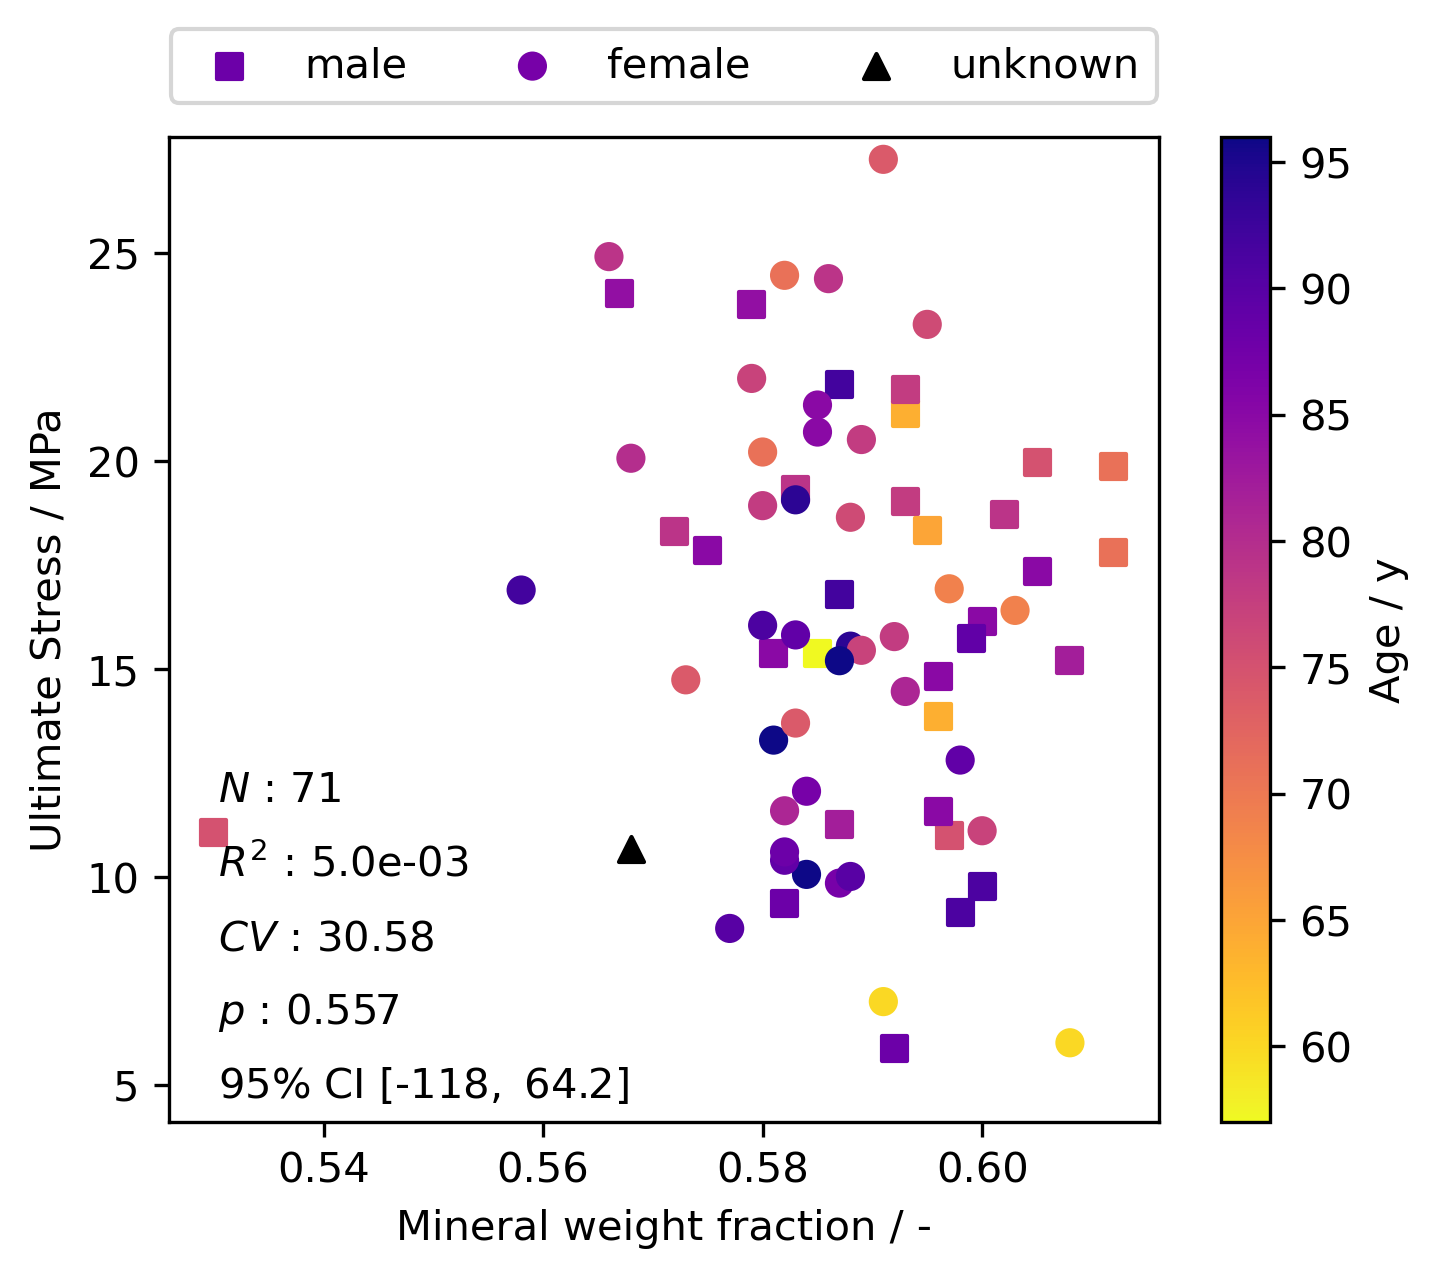 male female unknown
25
20
15
10
5
Ultimate Stress / MPa
N : 71
R² : 5.0e-03
CV : 30.58
p : 0.557
95% CI [-118, 64.2]
0.54 0.56 0.58 0.60
Mineral weight fraction / -
95
90
85
80
75
70
65
60
Age / y